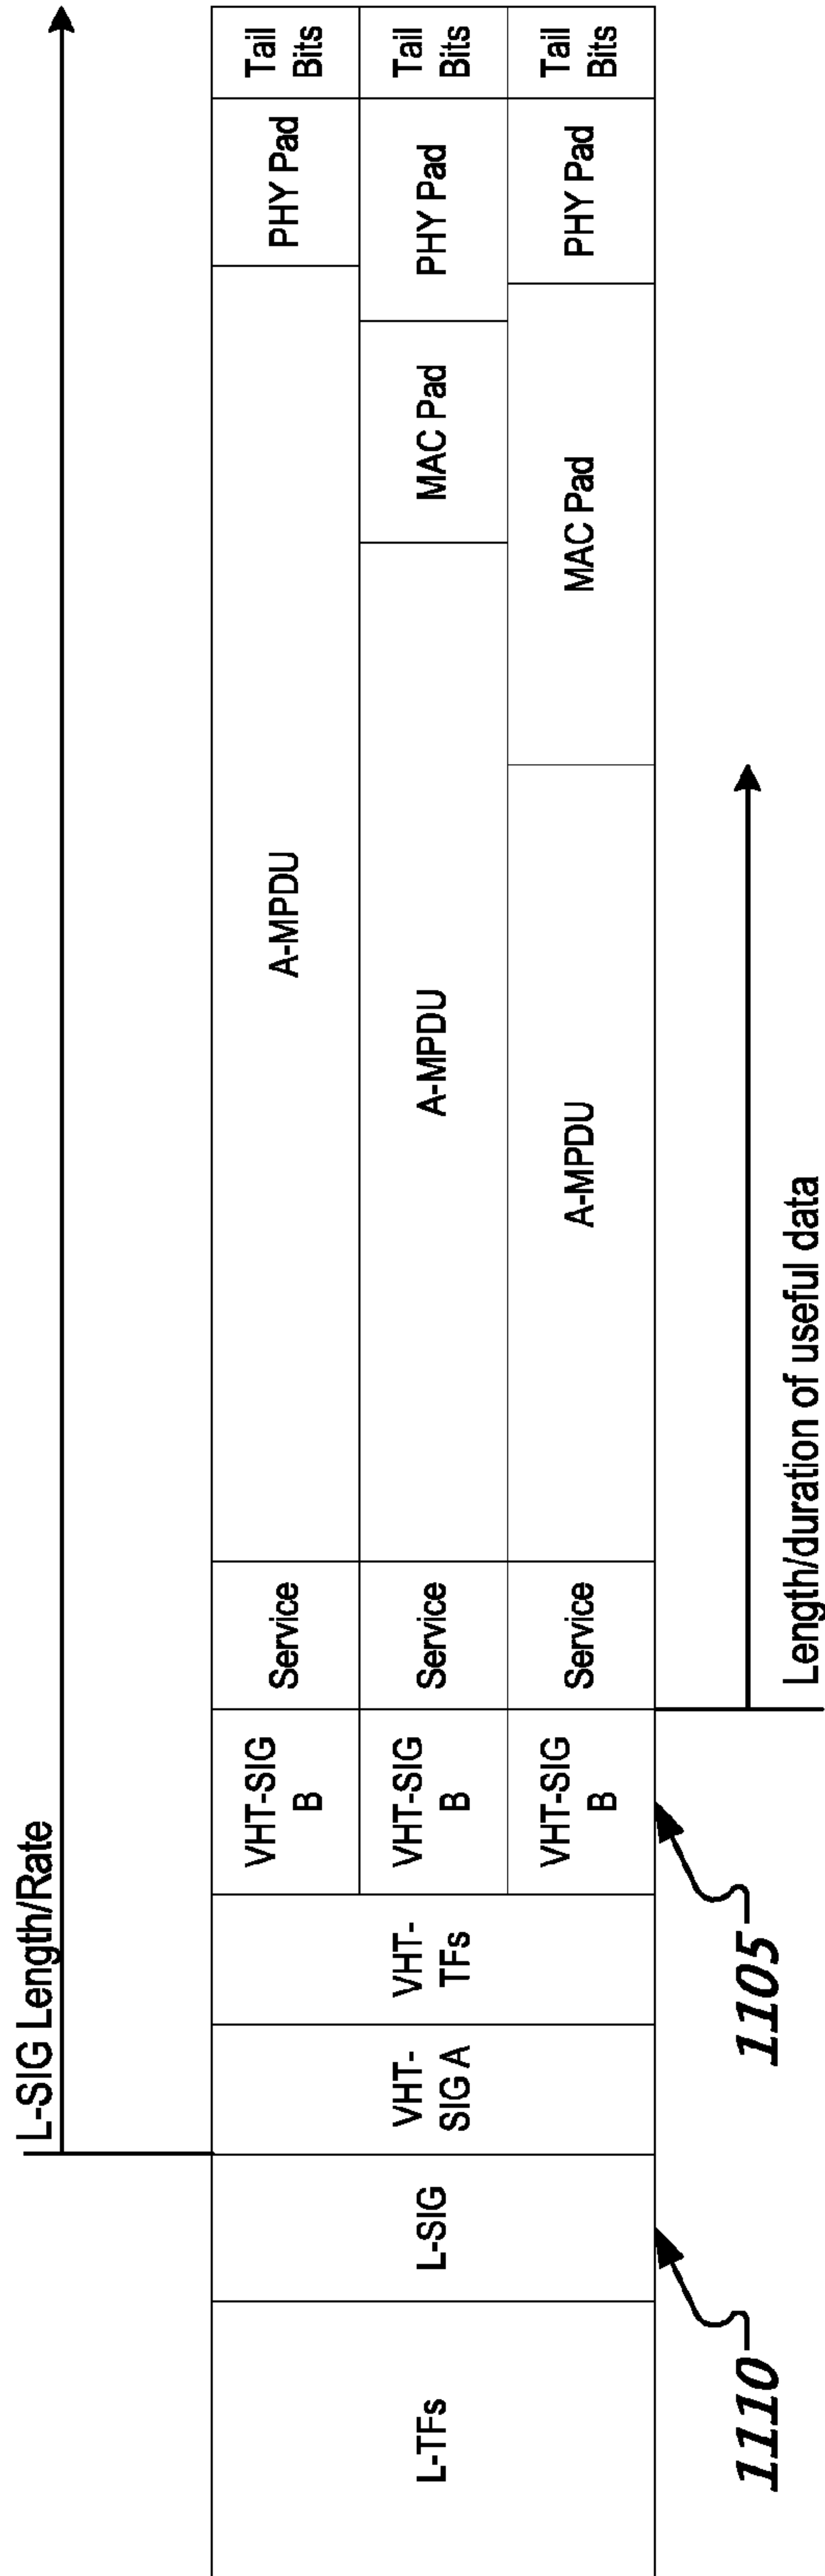 L-SIG Length/Rate
L-TFs
L-SIG
VHT-
SIG A
VHT-
TFs
VHT-SIG
B
Service
A-MPDU
PHY Pad
Tail
Bits
VHT-SIG
B
Service
A-MPDU
MAC Pad
PHY Pad
Tail
Bits
VHT-SIG
B
Service
A-MPDU
MAC Pad
PHY Pad
Tail
Bits
1110
1105
Length/duration of useful data